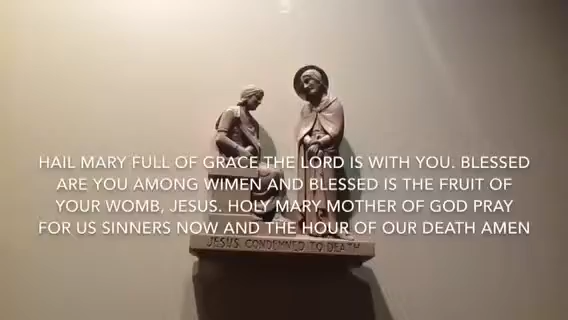 HAIL MARY FULL OF GRACE THE LORD IS WITH YOU. BLESSED
ARE YOU AMONG WIMEN AND BLESSED IS THE FRUIT OF
YOUR WOMB, JESUS. HOLY MARY MOTHER OF GOD PRAY
FOR US SINNERS NOW AND THE HOUR OF OUR DEATH AMEN
JESUS CONDEMNED TO DEATH